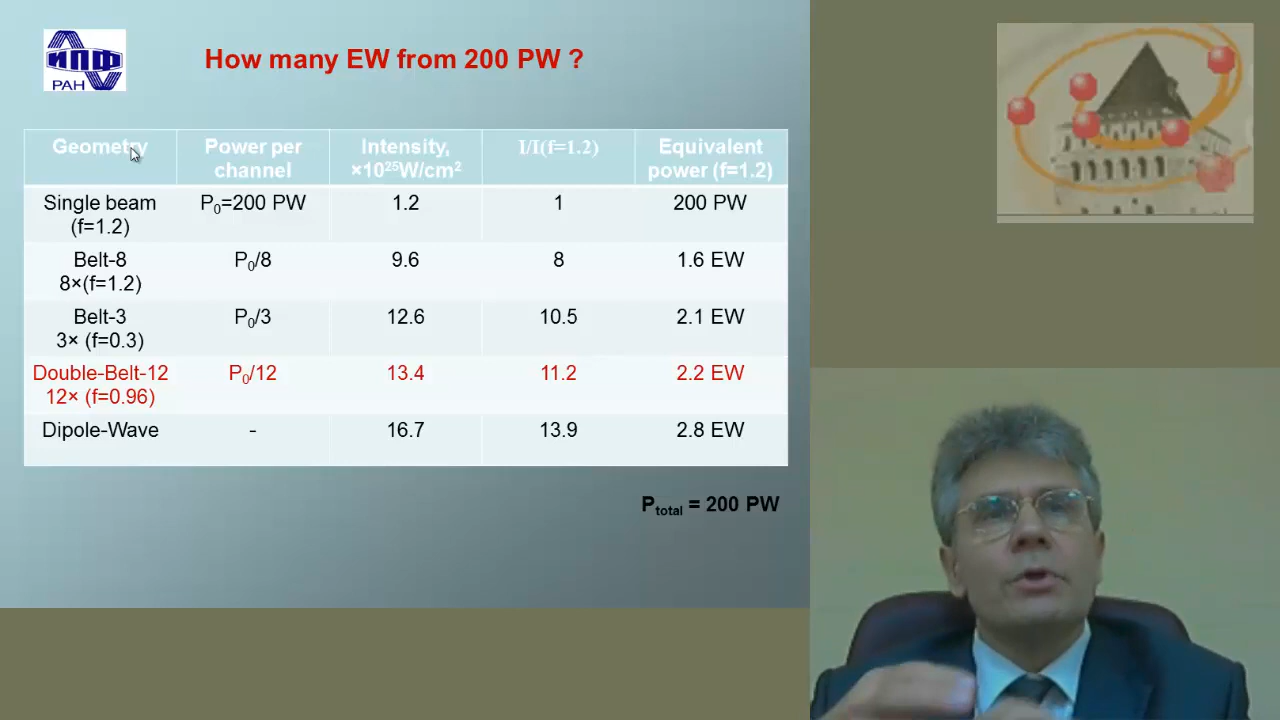 ИПФ
РАН
How many EW from 200 PW ?
Geometry
Power per channel
Intensity, ×10²⁵W/cm²
I/I(f=1.2)
Equivalent power (f=1.2)
Single beam (f=1.2)
P₀=200 PW
1.2
1
200 PW
Belt-8 8×(f=1.2)
P₀/8
9.6
8
1.6 EW
Belt-3 3× (f=0.3)
P₀/3
12.6
10.5
2.1 EW
Double-Belt-12 12× (f=0.96)
P₀/12
13.4
11.2
2.2 EW
Dipole-Wave
-
16.7
13.9
2.8 EW
Pₜₒₜₐₗ = 200 PW